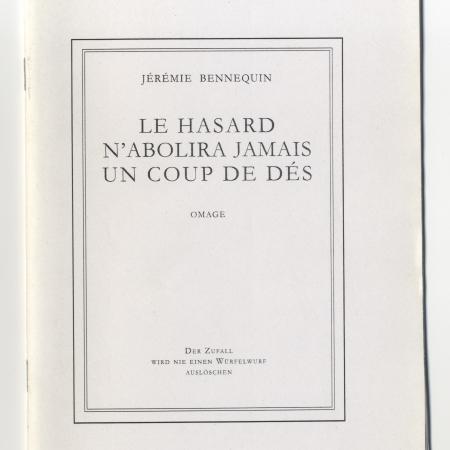 JÉRÉMIE BENNEQUIN
LE HASARD
N'ABOLIRA JAMAIS
UN COUP DE DÉS
OMAGE
DER ZUFALL
WIRD NIE EINEN WÜRFELWURF
AUSLÖSCHEN